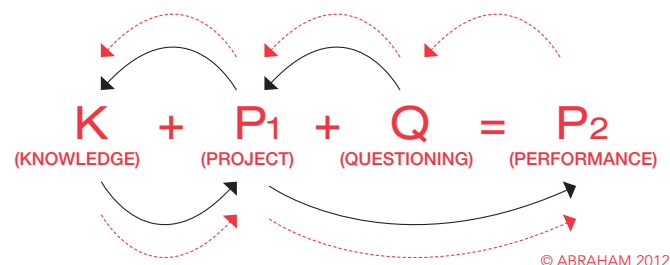 K + P1 + Q = P2
(KNOWLEDGE) (PROJECT) (QUESTIONING) (PERFORMANCE)
© ABRAHAM 2012